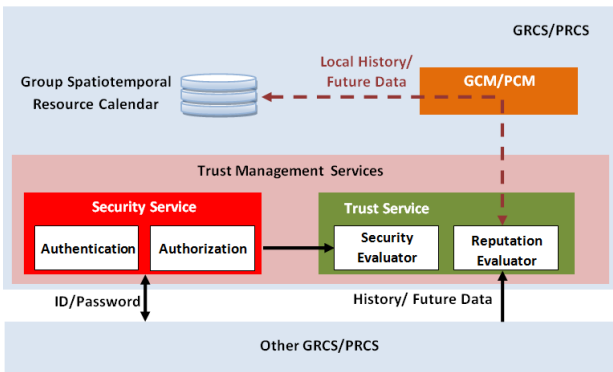 GRCS/PRCS
Local History/
Future Data
GCM/PCM
Group Spatiotemporal
Resource Calendar
Trust Management Services
Security Service
Trust Service
Authentication
Authorization
Security
Evaluator
Reputation
Evaluator
ID/Password
History/ Future Data
Other GRCS/PRCS